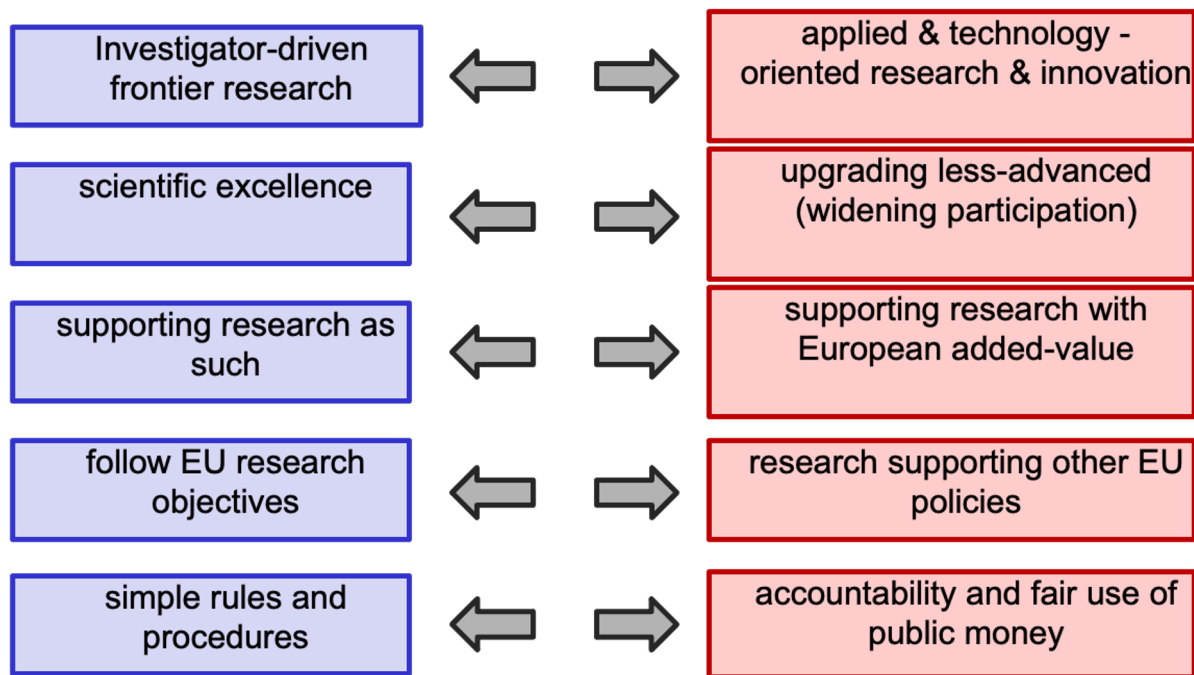 Investigator-driven
frontier research
applied & technology -
oriented research & innovation
scientific excellence
upgrading less-advanced
(widening participation)
supporting research as
such
supporting research with
European added-value
follow EU research
objectives
research supporting other EU
policies
simple rules and
procedures
accountability and fair use of
public money